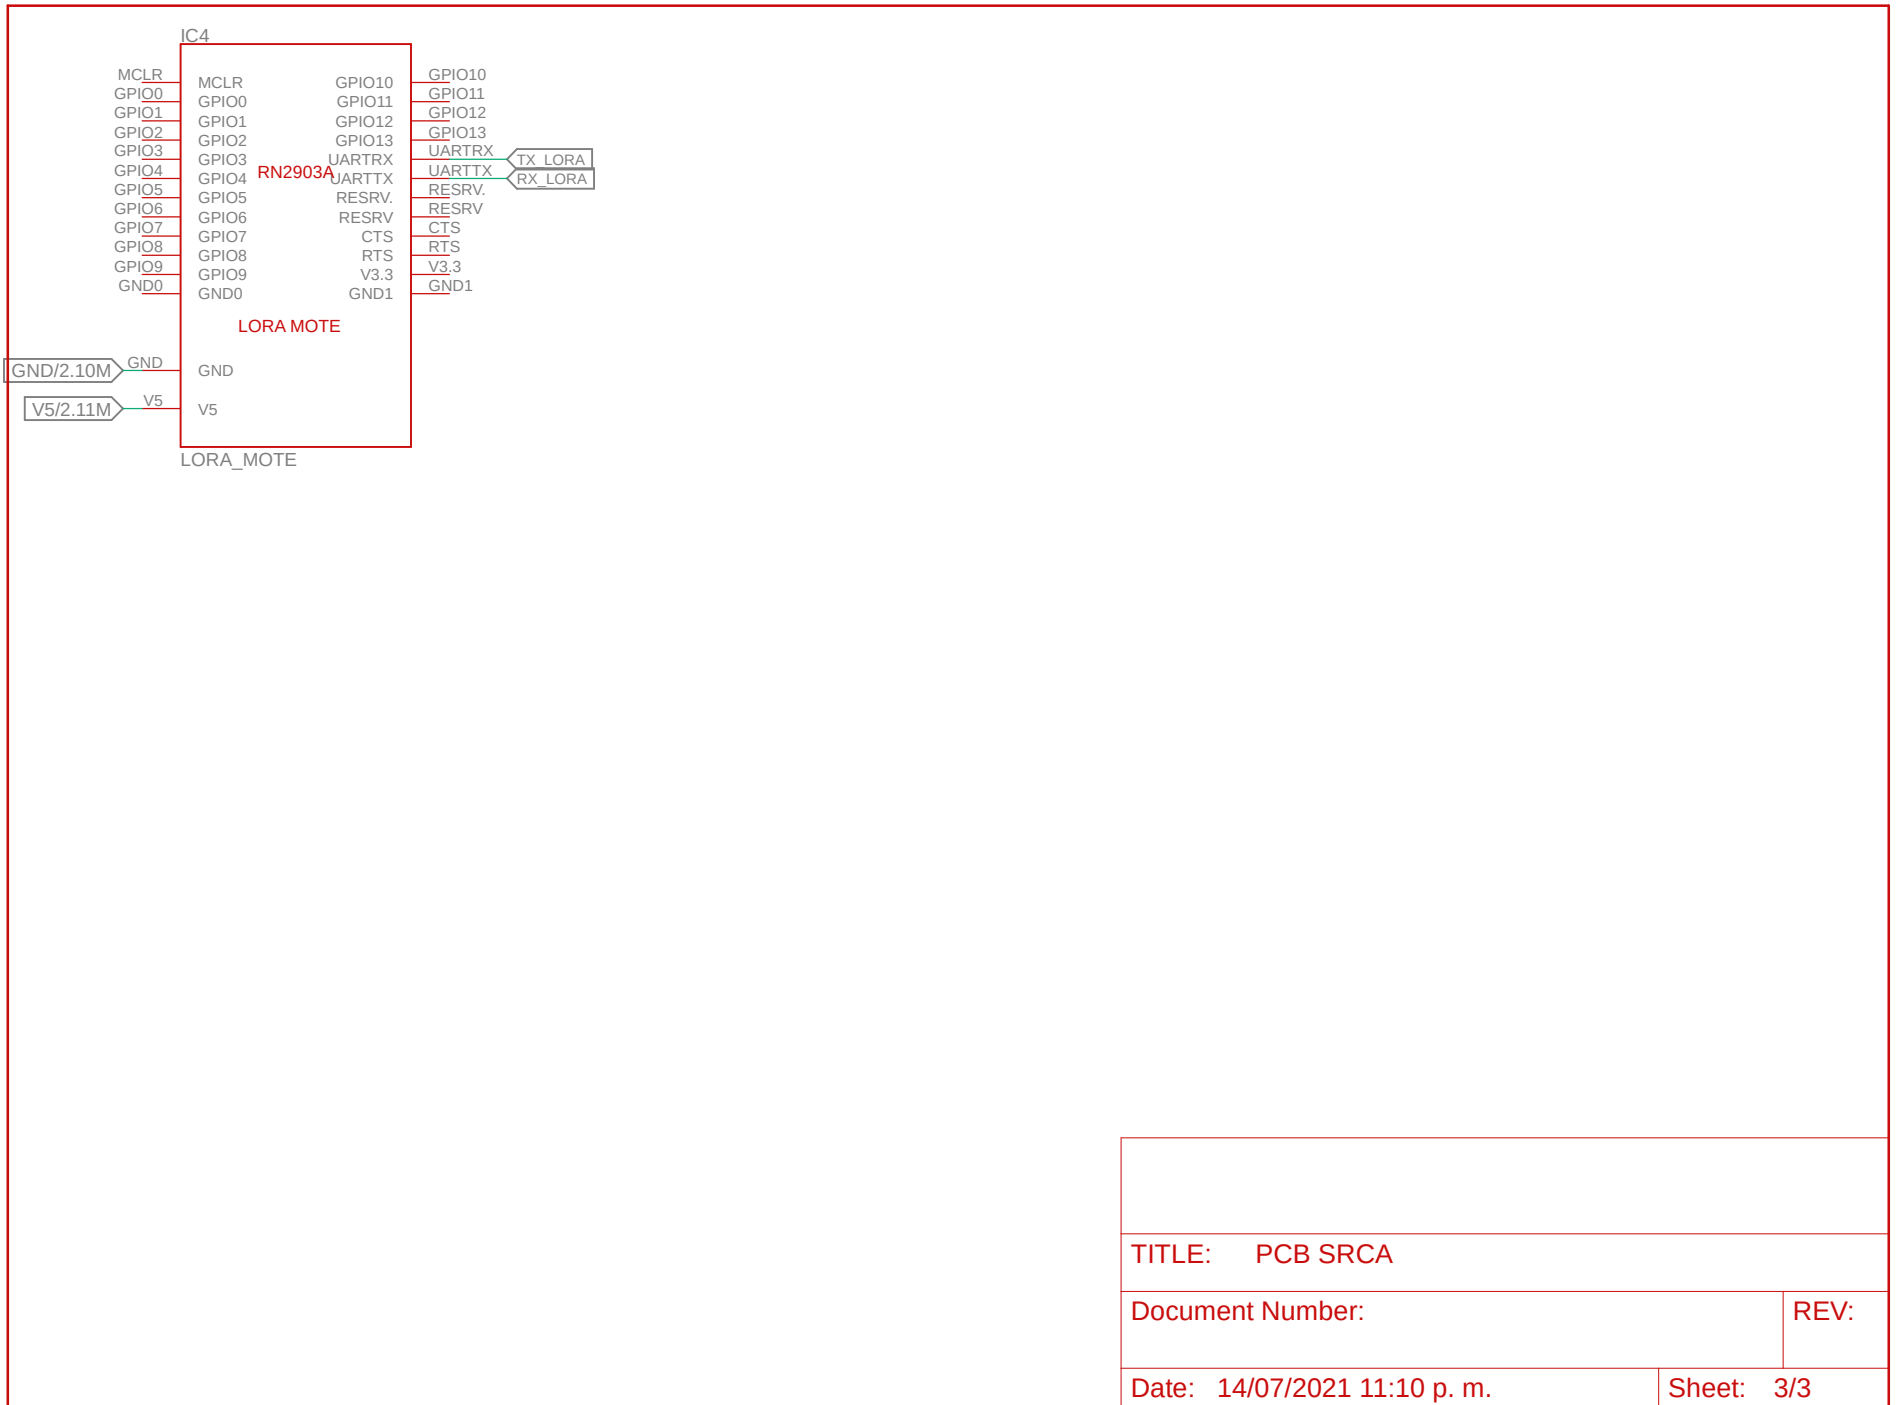 IC4
MCLR MCLR GPIO10 GPIO10
GPIO0 GPIO0 GPIO11 GPIO11
GPIO1 GPIO1 GPIO12 GPIO12
GPIO2 GPIO2 GPIO13 GPIO13
GPIO3 GPIO3 UARTRX UARTRX TX_LORA
RN2903A
GPIO4 GPIO4 UARTTX UARTTX RX_LORA
GPIO5 GPIO5 RESRV. RESRV.
GPIO6 GPIO6 RESRV RESRV
GPIO7 GPIO7 CTS CTS
GPIO8 GPIO8 RTS RTS
GPIO9 GPIO9 V3.3 V3.3
GND0 GND0 GND1 GND1
LORA MOTE
GND/2.10M GND GND
V5/2.11M V5 V5
LORA_MOTE
TITLE: PCB SRCA
Document Number: REV:
Date: 14/07/2021 11:10 p. m. Sheet: 3/3